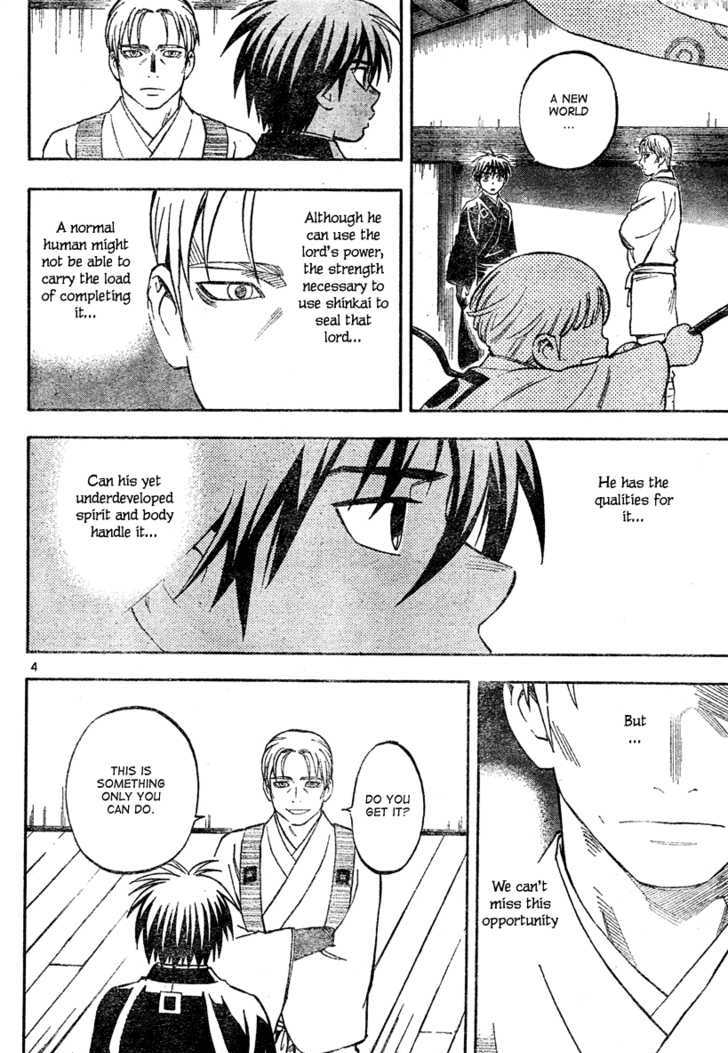 A NEW
WORLD
...
Although he
can use the
lord's power,
the strength
necessary to
use shinkai to
seal that
lord...
A normal
human might
not be able to
carry the load
of completing
it...
He has the
qualities for
it...
Can his yet
underdeveloped
spirit and body
handle it...
4
But
...
We can't
miss this
opportunity
DO YOU
GET IT?
THIS IS
SOMETHING
ONLY YOU
CAN DO.